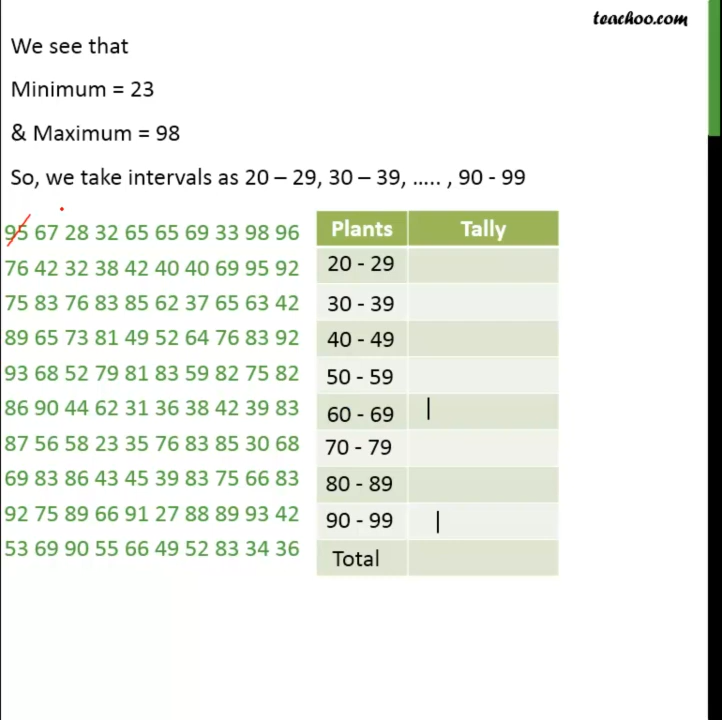 teachoo.com
We see that
Minimum = 23
& Maximum = 98
So, we take intervals as 20 – 29, 30 – 39, ….. , 90 - 99
95 67 28 32 65 65 69 33 98 96
76 42 32 38 42 40 40 69 95 92
75 83 76 83 85 62 37 65 63 42
89 65 73 81 49 52 64 76 83 92
93 68 52 79 81 83 59 82 75 82
86 90 44 62 31 36 38 42 39 83
87 56 58 23 35 76 83 85 30 68
69 83 86 43 45 39 83 75 66 83
92 75 89 66 91 27 88 89 93 42
53 69 90 55 66 49 52 83 34 36
Plants Tally
20 - 29
30 - 39
40 - 49
50 - 59
60 - 69 |
70 - 79
80 - 89
90 - 99 |
Total